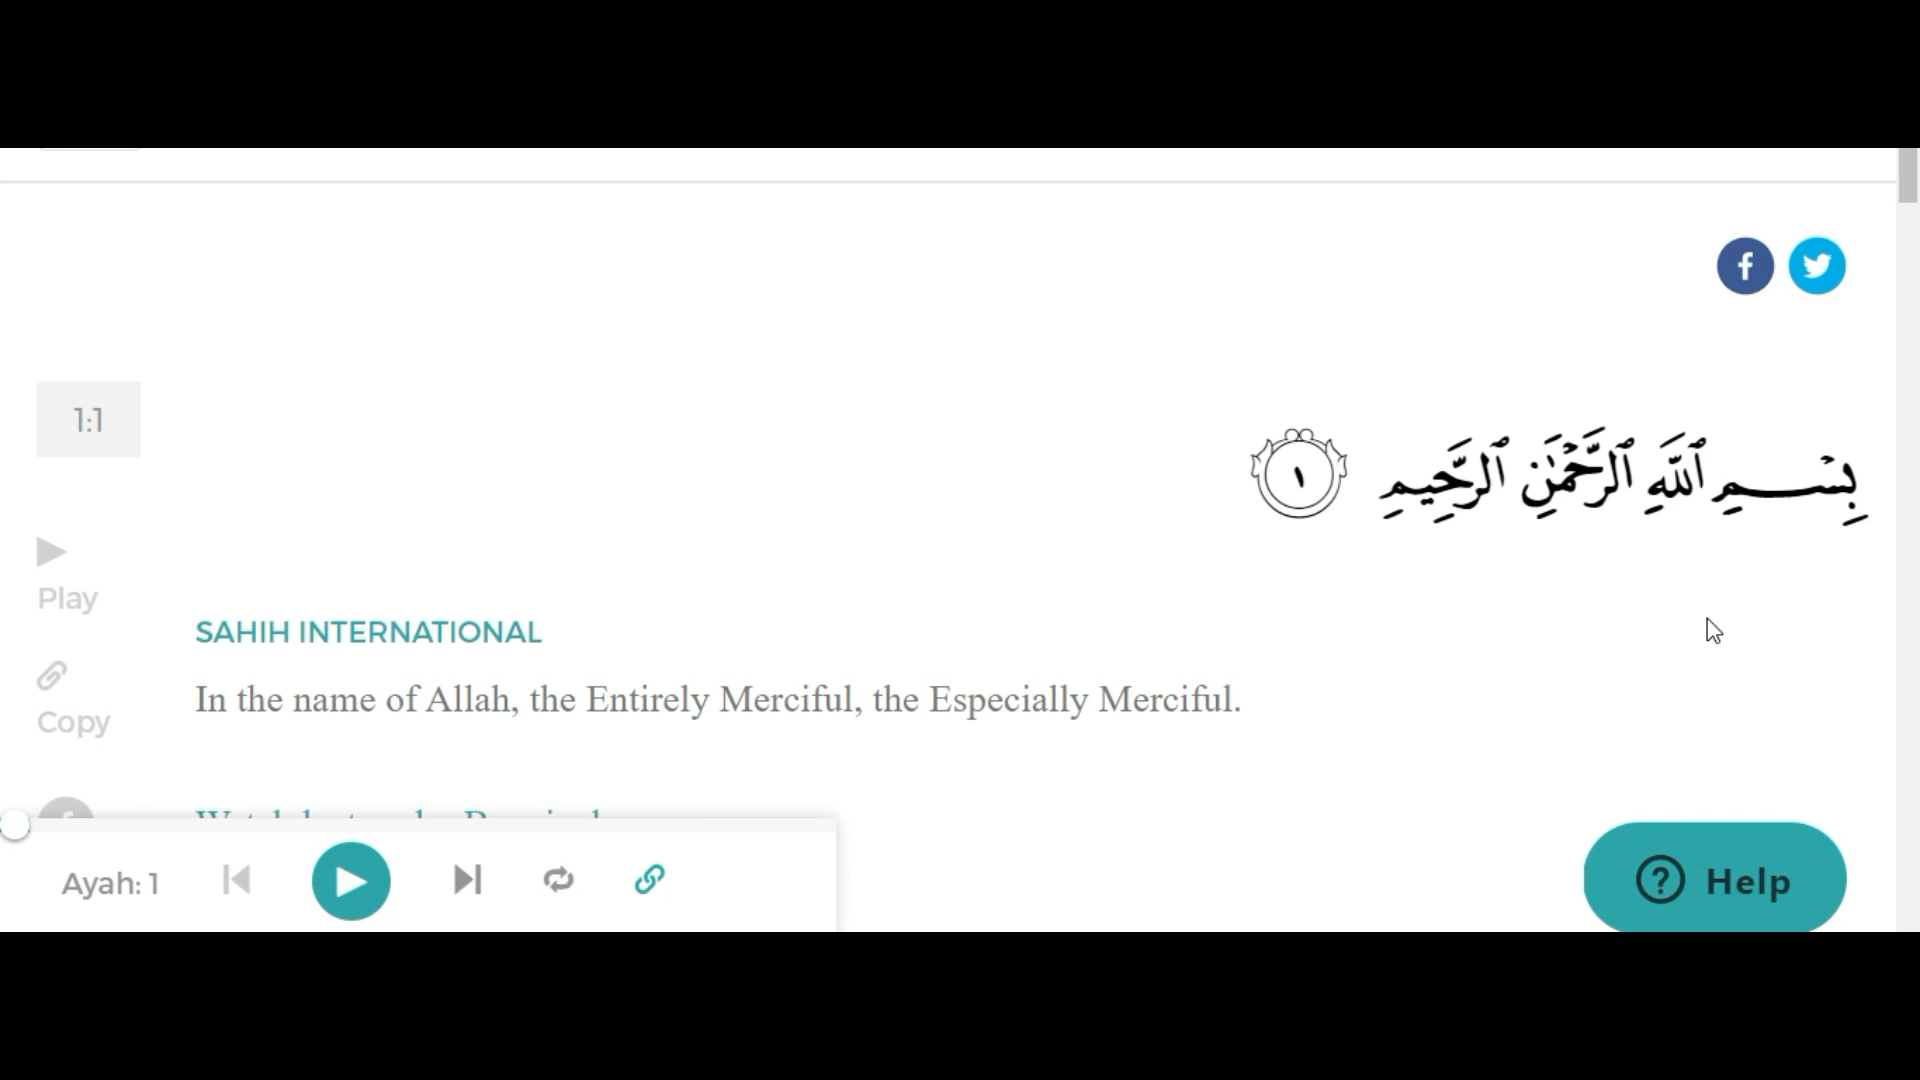 1:1
بِسْمِ ٱللَّهِ ٱلرَّحْمَٰنِ ٱلرَّحِيمِ ١
Play
Copy
SAHIH INTERNATIONAL
In the name of Allah, the Entirely Merciful, the Especially Merciful.
Ayah: 1
Help